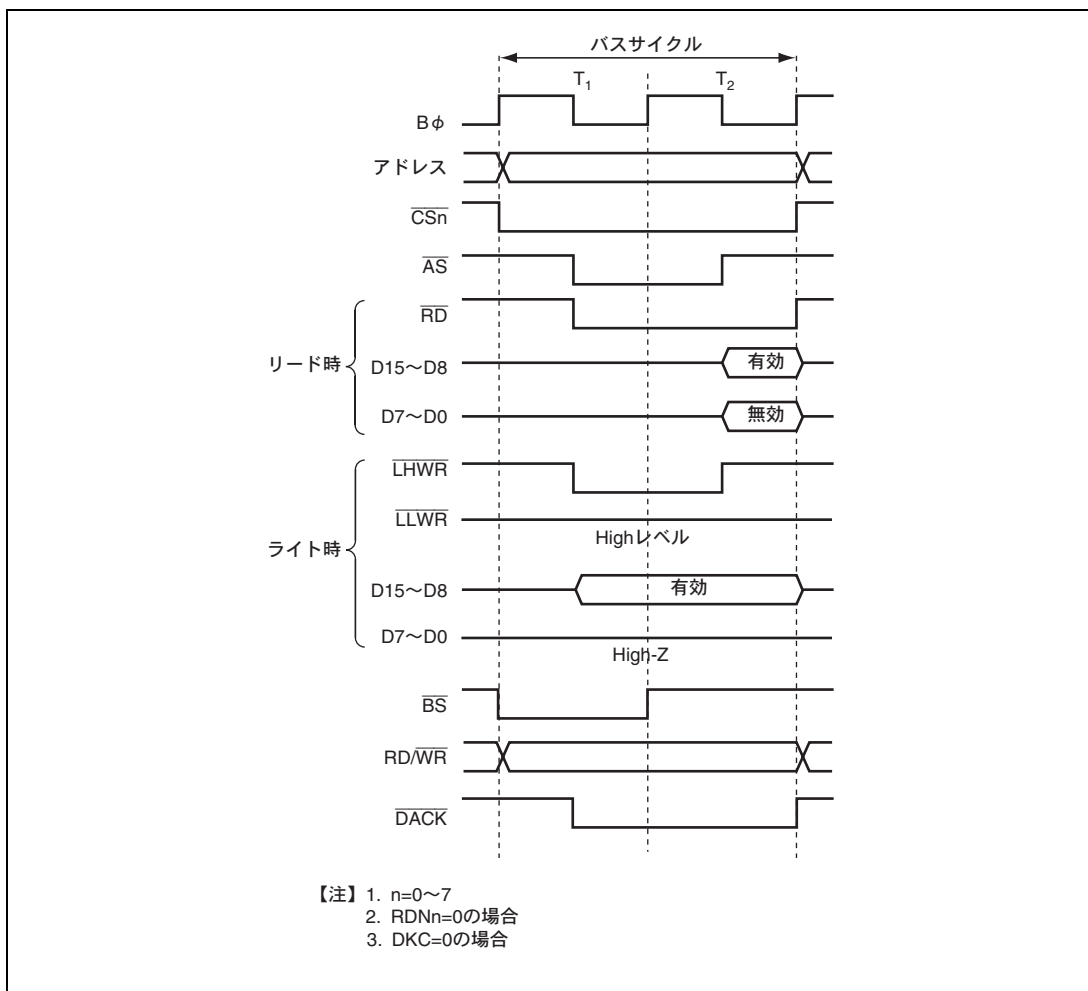 バスサイクル
T1
T2
Bφ
アドレス
CSn
AS
RD
リード時
D15～D8
有効
D7～D0
無効
LHWR
LLWR
Highレベル
ライト時
D15～D8
有効
D7～D0
High-Z
BS
RD/WR
DACK
【注】1. n=0～7
2. RDNn=0の場合
3. DKC=0の場合